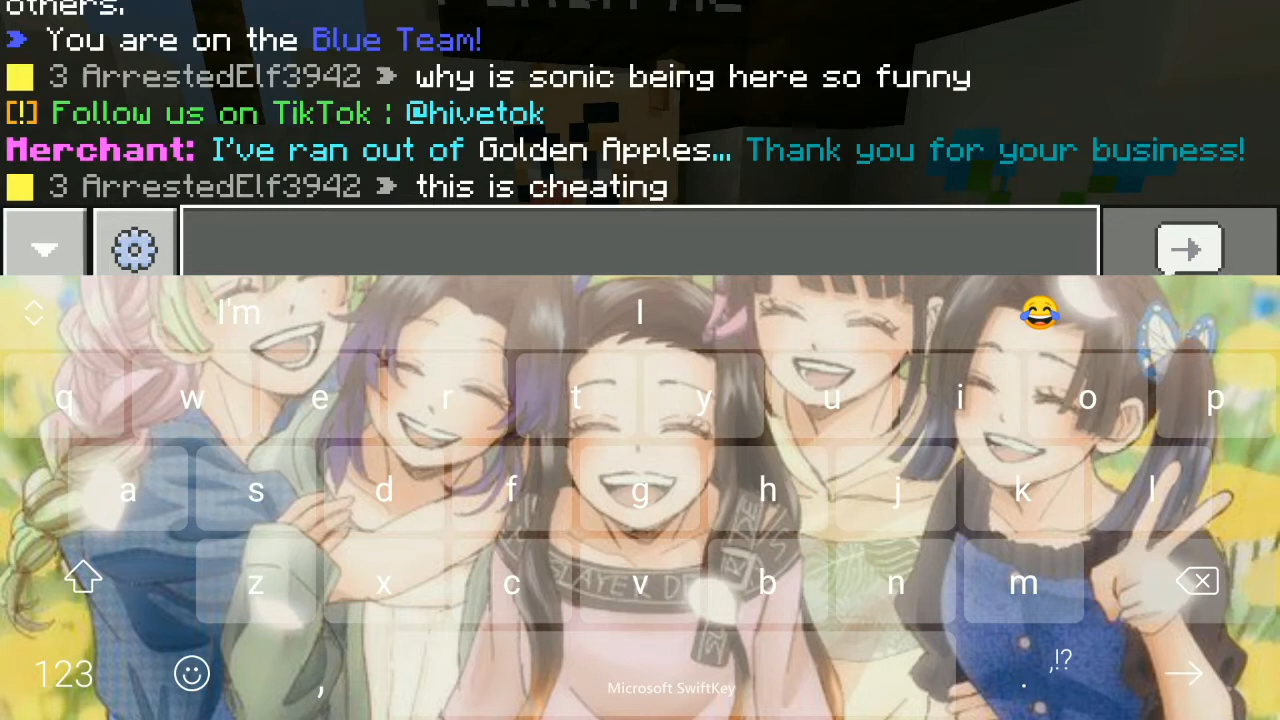 others.
You are on the Blue Team!
3 ArrestedElf3942 » why is sonic being here so funny
[!] Follow us on TikTok : @hivetok
Merchant: I've ran out of Golden Apples... Thank you for your business!
3 ArrestedElf3942 » this is cheating
I'm I 😂
q w e r t y u i o p
a s d f g h j k l
z x c v b n m
,!?
123 , Microsoft SwiftKey .